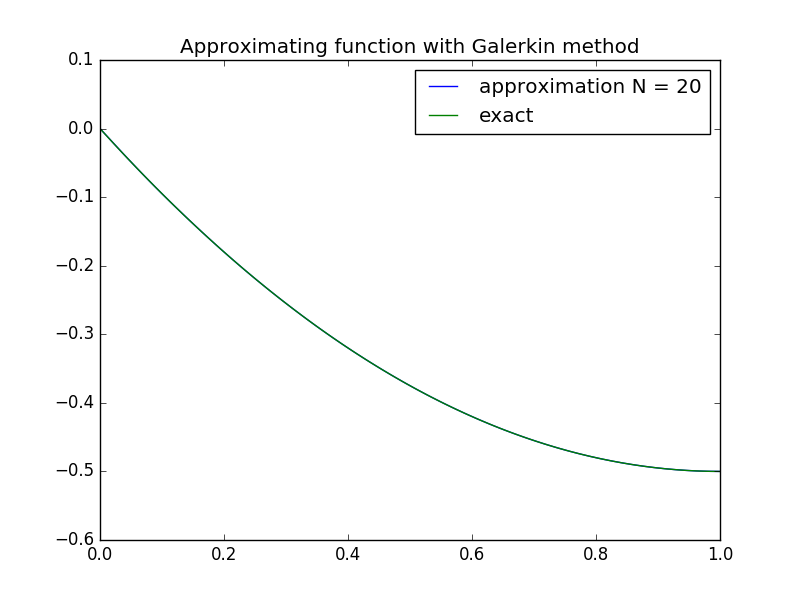 Approximating function with Galerkin method
0.1
approximation N = 20
exact
0.0
−0.1
−0.2
−0.3
−0.4
−0.5
−0.6
0.0 0.2 0.4 0.6 0.8 1.0